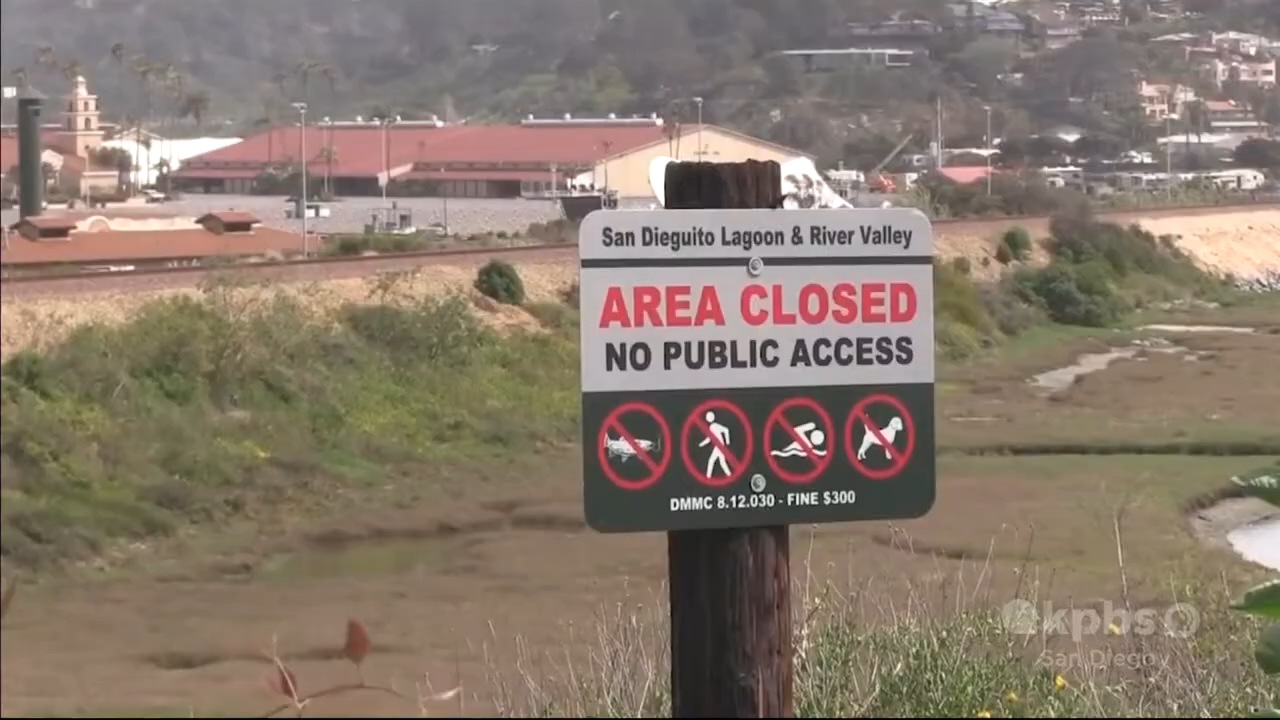 San Dieguito Lagoon & River Valley
AREA CLOSED
NO PUBLIC ACCESS
DMMC 8.12.030 - FINE $300
kpbs
San Diego